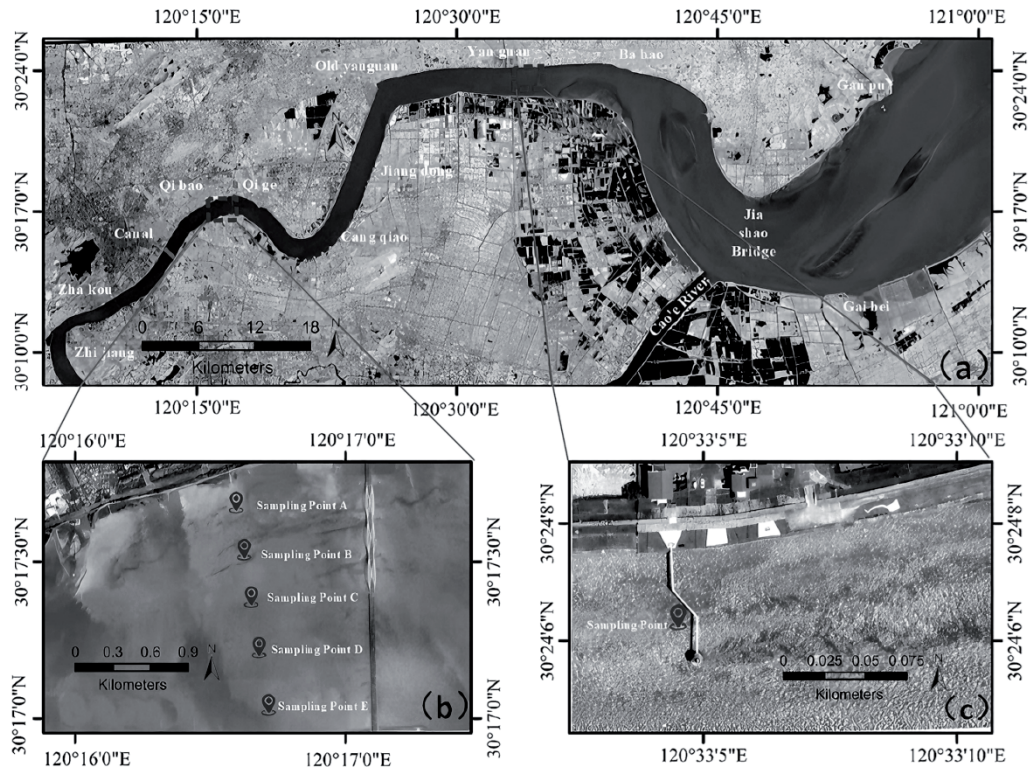 120°15'0"E 120°30'0"E 120°45'0"E 121°0'0"E
30°24'0"N
30°17'0"N
30°10'0"N
Yan guan
Ba hao
Old yanguan
Gan pu
Jiang dong
Qi bao
Qi ge
Canal
Cang qiao
Jia
shao
Bridge
Zha kou
Cao'e River
Gai bei
Zhi jiang
0 6 12 18
Kilometers
(a)
30°24'0"N
30°17'0"N
30°10'0"N
120°15'0"E 120°30'0"E 120°45'0"E 121°0'0"E
120°16'0"E 120°17'0"E
30°17'30"N
30°17'0"N
Sampling Point A
Sampling Point B
Sampling Point C
Sampling Point D
Sampling Point E
0 0.3 0.6 0.9
Kilometers
(b)
30°17'30"N
30°17'0"N
120°16'0"E 120°17'0"E
120°33'5"E 120°33'10"E
30°24'8"N
30°24'6"N
Sampling Point
0 0.025 0.05 0.075
Kilometers
(c)
30°24'8"N
30°24'6"N
120°33'5"E 120°33'10"E